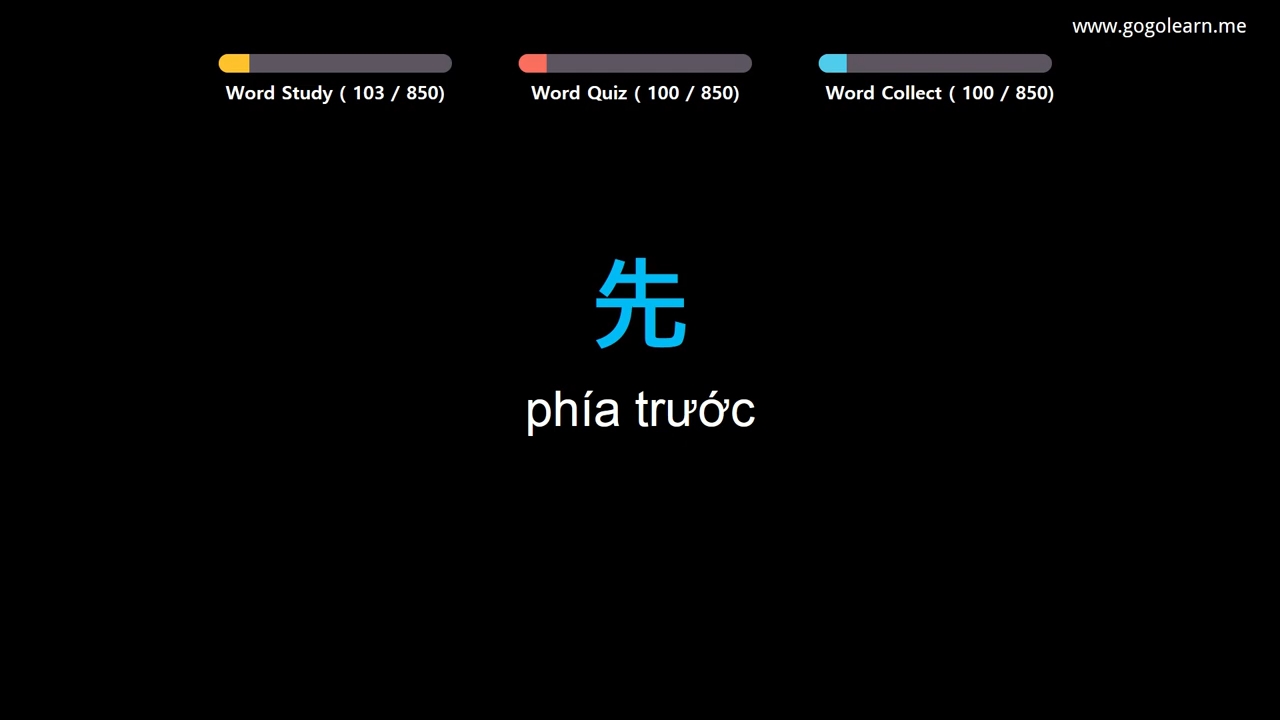 www.gogolearn.me
Word Study ( 103 / 850)
Word Quiz ( 100 / 850)
Word Collect ( 100 / 850)
先
phía trước